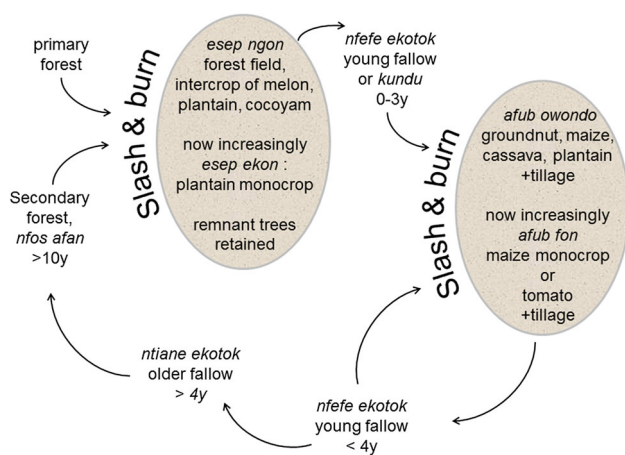 primary
forest
Slash & burn
esep ngon
forest field,
intercrop of melon,
plantain, cocoyam
now increasingly
esep ekon :
plantain monocrop
remnant trees
retained
nfefe ekotok
young fallow
or kundu
0-3y
Slash & burn
afub owondo
groundnut, maize,
cassava, plantain
+tillage
now increasingly
afub fon
maize monocrop
or
tomato
+tillage
nfefe ekotok
young fallow
< 4y
ntiane ekotok
older fallow
> 4y
Secondary
forest,
nfos afan
>10y